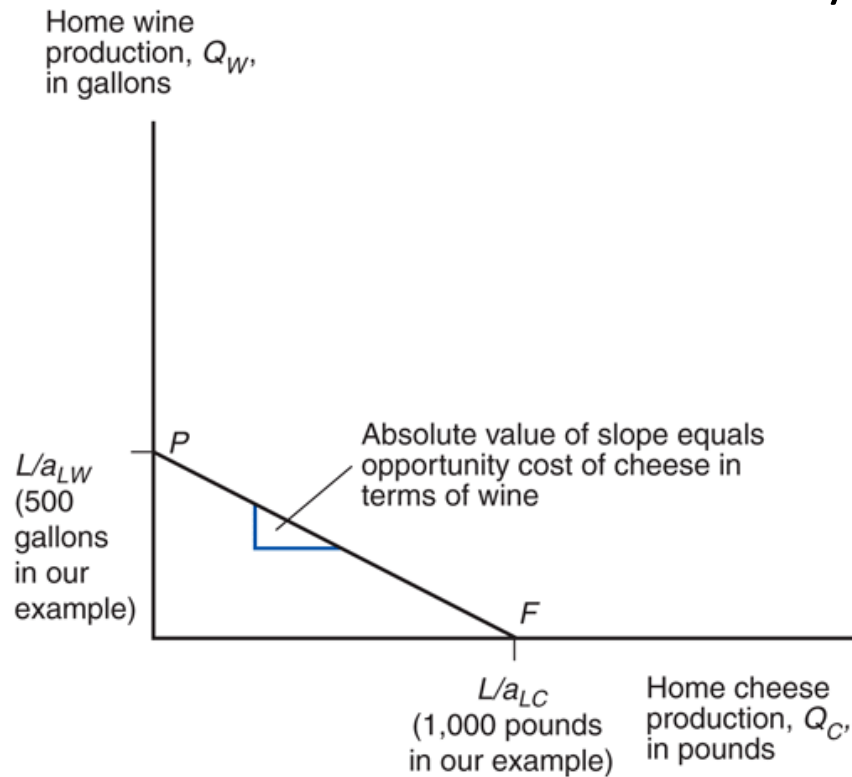 Home wine
production, Q_W,
in gallons
P
Absolute value of slope equals
opportunity cost of cheese in
terms of wine
L/a_LW
(500
gallons
in our
example)
F
L/a_LC
(1,000 pounds
in our example)
Home cheese
production, Q_C,
in pounds